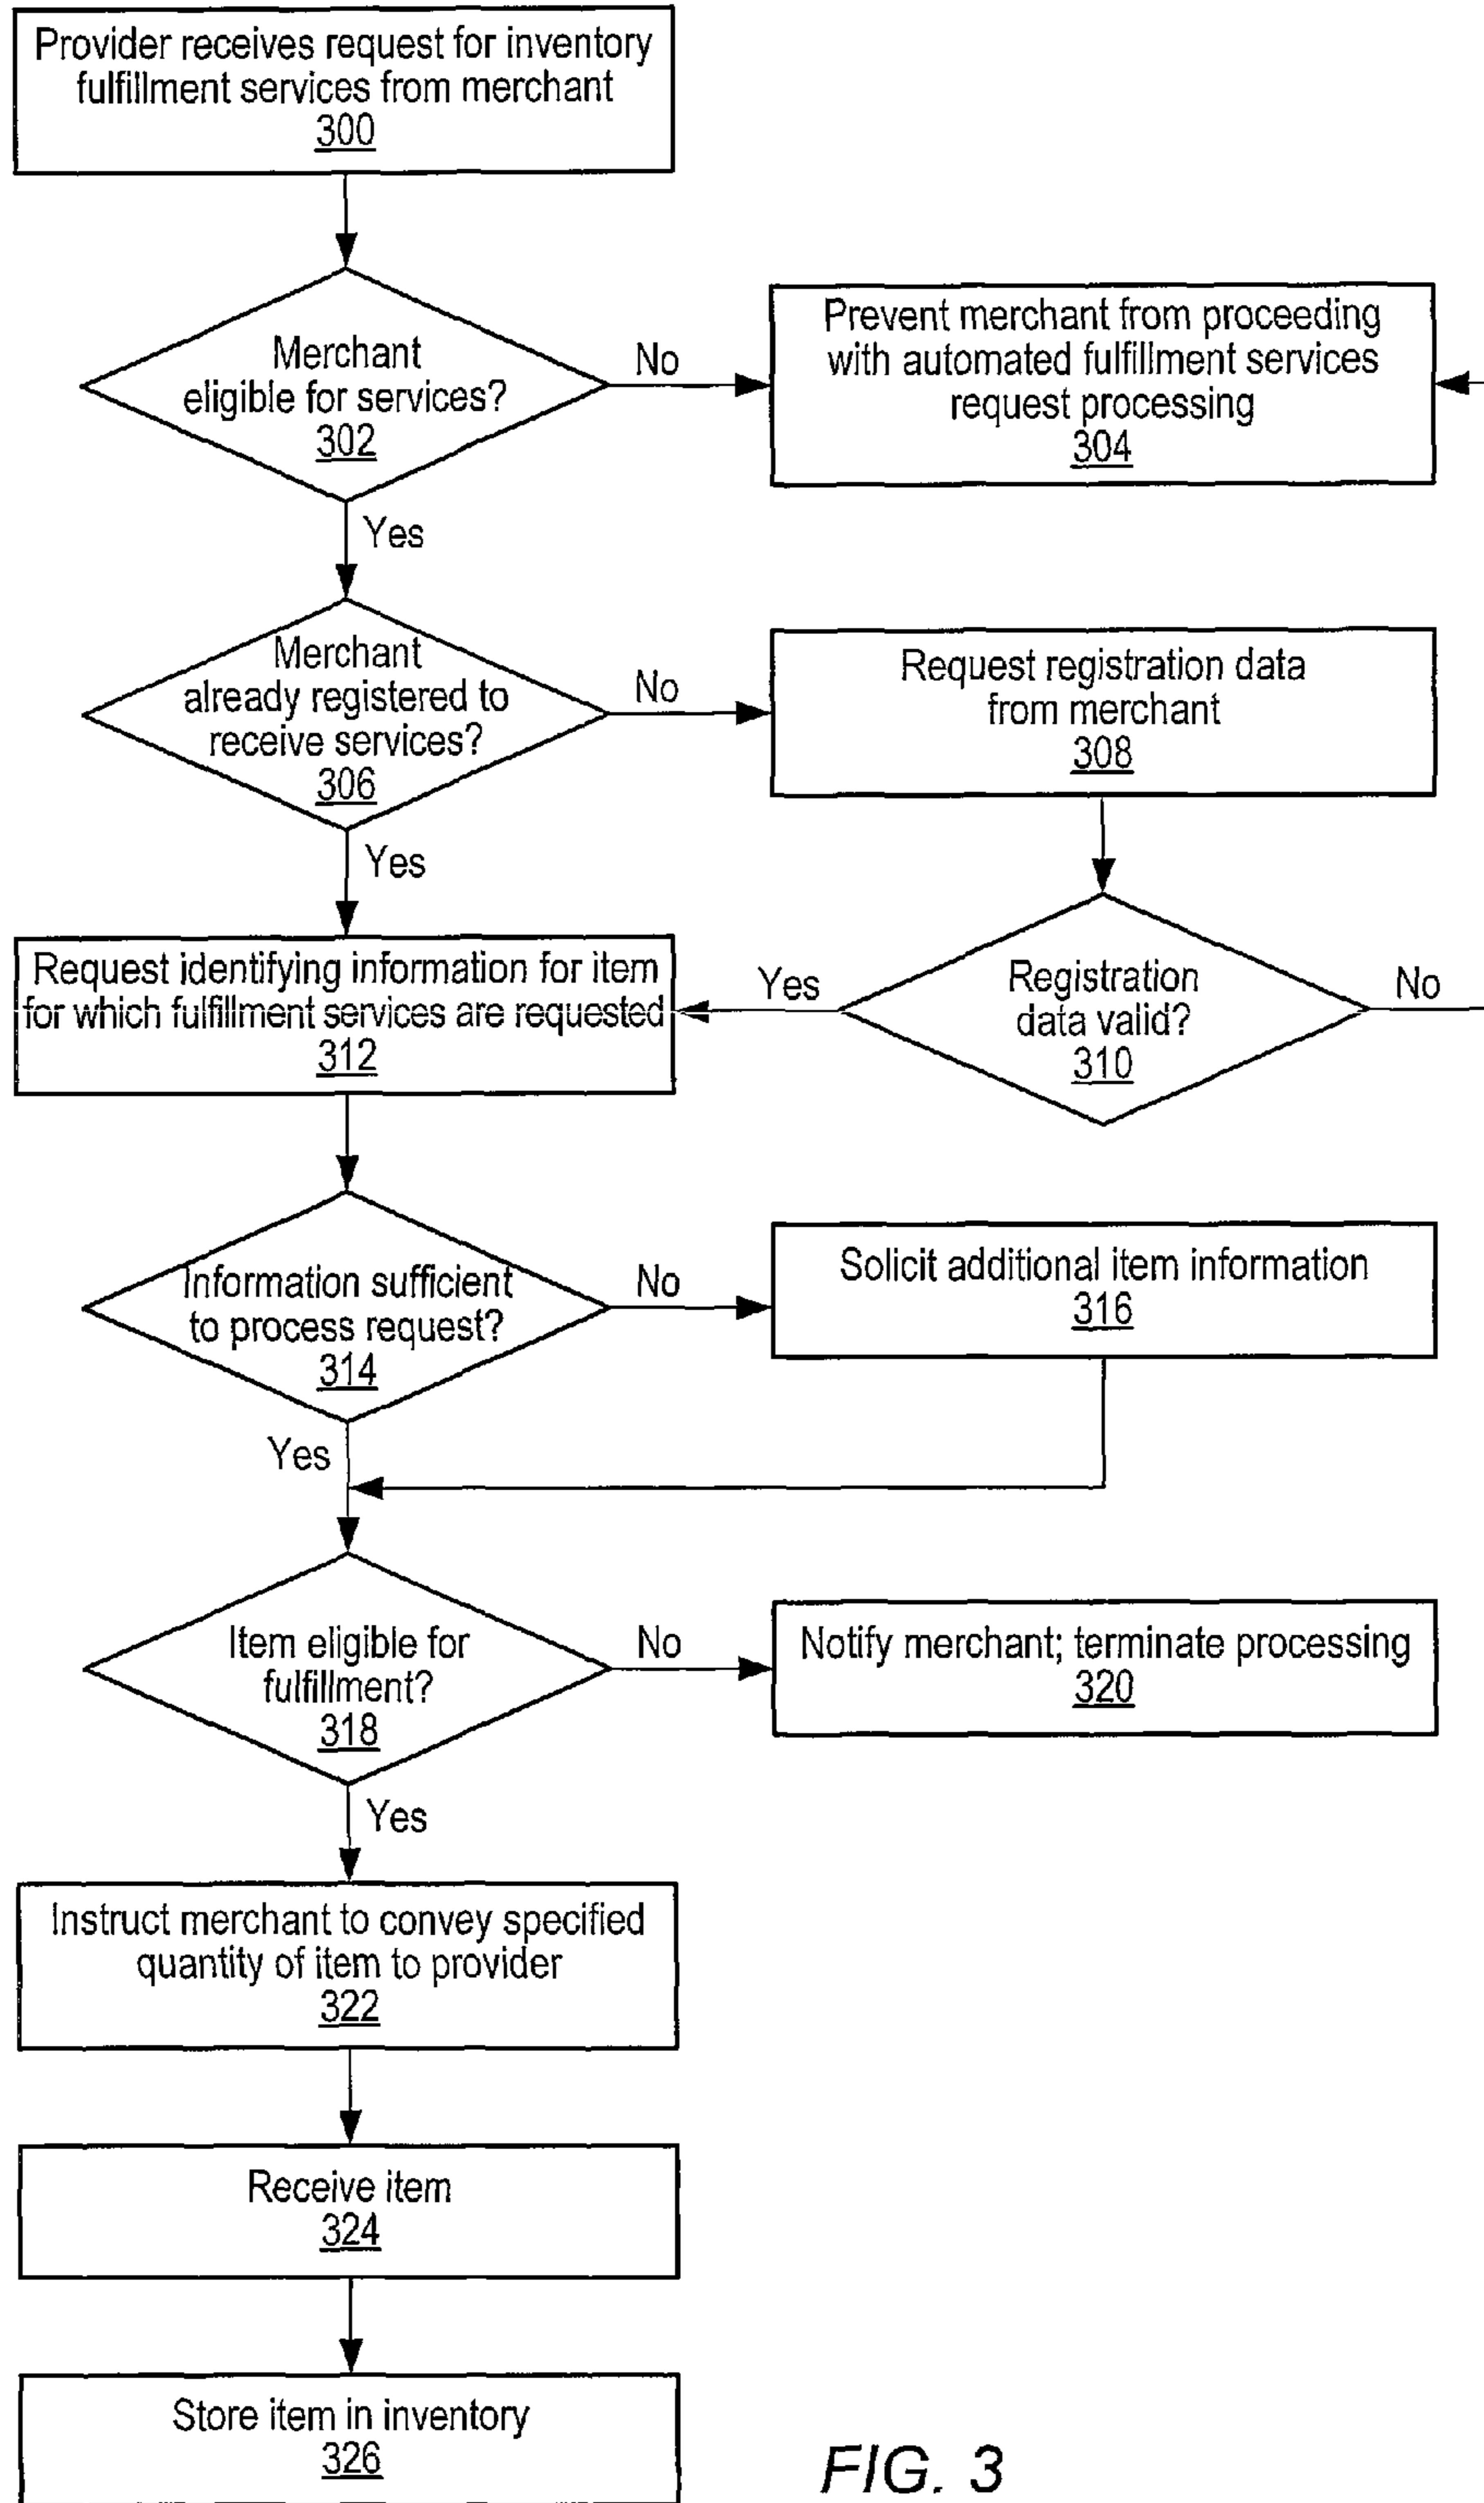 Provider receives request for inventory
fulfillment services from merchant
300
Merchant
eligible for services?
302
No
Prevent merchant from proceeding
with automated fulfillment services
request processing
304
Yes
Merchant
already registered to
receive services?
306
No
Request registration data
from merchant
308
Yes
Request identifying information for item
for which fulfillment services are requested
312
Yes
Registration
data valid?
310
No
Information sufficient
to process request?
314
No
Solicit additional item information
316
Yes
Item eligible for
fulfillment?
318
No
Notify merchant; terminate processing
320
Yes
Instruct merchant to convey specified
quantity of item to provider
322
Receive item
324
Store item in inventory
326
FIG. 3